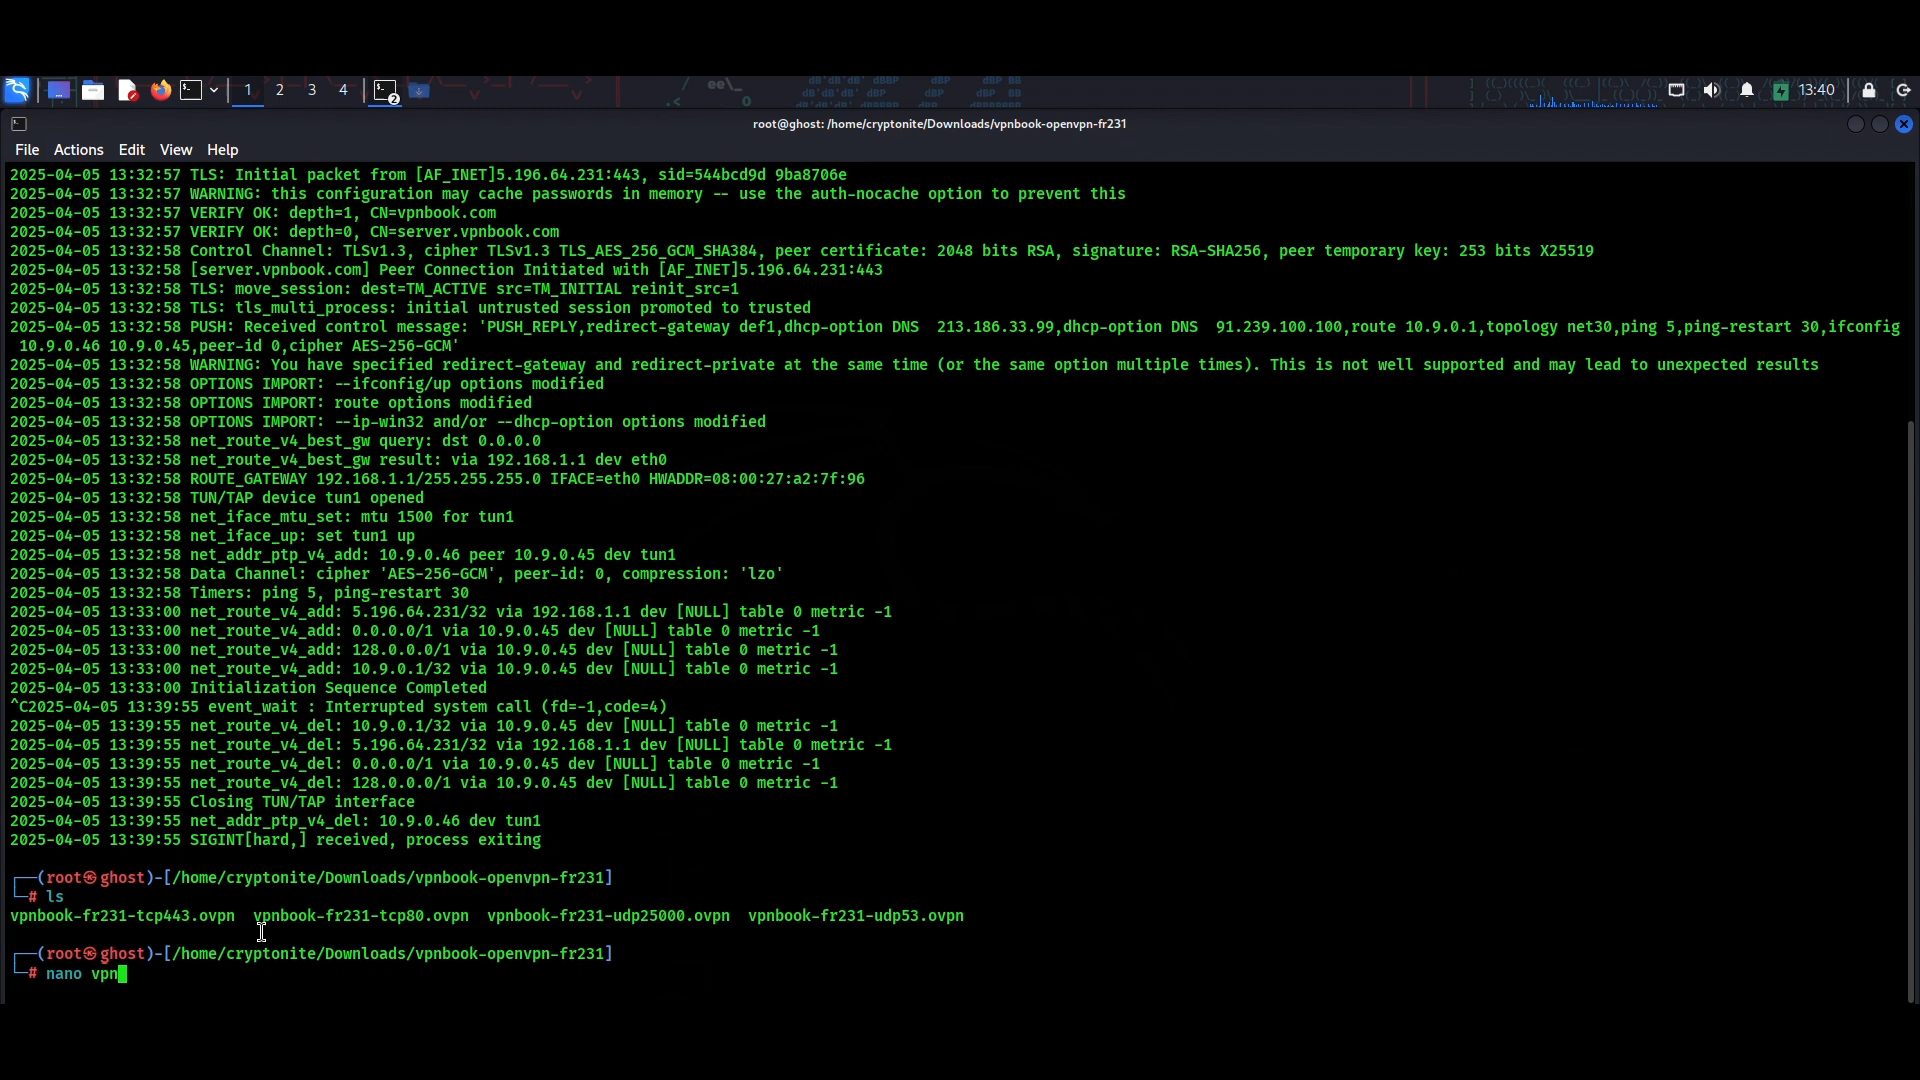 1 2 3 4 2 13:40
root@ghost: /home/cryptonite/Downloads/vpnbook-openvpn-fr231
File Actions Edit View Help
2025-04-05 13:32:57 TLS: Initial packet from [AF_INET]5.196.64.231:443, sid=544bcd9d 9ba8706e
2025-04-05 13:32:57 WARNING: this configuration may cache passwords in memory -- use the auth-nocache option to prevent this
2025-04-05 13:32:57 VERIFY OK: depth=1, CN=vpnbook.com
2025-04-05 13:32:57 VERIFY OK: depth=0, CN=server.vpnbook.com
2025-04-05 13:32:58 Control Channel: TLSv1.3, cipher TLSv1.3 TLS_AES_256_GCM_SHA384, peer certificate: 2048 bits RSA, signature: RSA-SHA256, peer temporary key: 253 bits X25519
2025-04-05 13:32:58 [server.vpnbook.com] Peer Connection Initiated with [AF_INET]5.196.64.231:443
2025-04-05 13:32:58 TLS: move_session: dest=TM_ACTIVE src=TM_INITIAL reinit_src=1
2025-04-05 13:32:58 TLS: tls_multi_process: initial untrusted session promoted to trusted
2025-04-05 13:32:58 PUSH: Received control message: 'PUSH_REPLY,redirect-gateway def1,dhcp-option DNS  213.186.33.99,dhcp-option DNS  91.239.100.100,route 10.9.0.1,topology net30,ping 5,ping-restart 30,ifconfig
10.9.0.46 10.9.0.45,peer-id 0,cipher AES-256-GCM'
2025-04-05 13:32:58 WARNING: You have specified redirect-gateway and redirect-private at the same time (or the same option multiple times). This is not well supported and may lead to unexpected results
2025-04-05 13:32:58 OPTIONS IMPORT: --ifconfig/up options modified
2025-04-05 13:32:58 OPTIONS IMPORT: route options modified
2025-04-05 13:32:58 OPTIONS IMPORT: --ip-win32 and/or --dhcp-option options modified
2025-04-05 13:32:58 net_route_v4_best_gw query: dst 0.0.0.0
2025-04-05 13:32:58 net_route_v4_best_gw result: via 192.168.1.1 dev eth0
2025-04-05 13:32:58 ROUTE_GATEWAY 192.168.1.1/255.255.255.0 IFACE=eth0 HWADDR=08:00:27:a2:7f:96
2025-04-05 13:32:58 TUN/TAP device tun1 opened
2025-04-05 13:32:58 net_iface_mtu_set: mtu 1500 for tun1
2025-04-05 13:32:58 net_iface_up: set tun1 up
2025-04-05 13:32:58 net_addr_ptp_v4_add: 10.9.0.46 peer 10.9.0.45 dev tun1
2025-04-05 13:32:58 Data Channel: cipher 'AES-256-GCM', peer-id: 0, compression: 'lzo'
2025-04-05 13:32:58 Timers: ping 5, ping-restart 30
2025-04-05 13:33:00 net_route_v4_add: 5.196.64.231/32 via 192.168.1.1 dev [NULL] table 0 metric -1
2025-04-05 13:33:00 net_route_v4_add: 0.0.0.0/1 via 10.9.0.45 dev [NULL] table 0 metric -1
2025-04-05 13:33:00 net_route_v4_add: 128.0.0.0/1 via 10.9.0.45 dev [NULL] table 0 metric -1
2025-04-05 13:33:00 net_route_v4_add: 10.9.0.1/32 via 10.9.0.45 dev [NULL] table 0 metric -1
2025-04-05 13:33:00 Initialization Sequence Completed
^C2025-04-05 13:39:55 event_wait : Interrupted system call (fd=-1,code=4)
2025-04-05 13:39:55 net_route_v4_del: 10.9.0.1/32 via 10.9.0.45 dev [NULL] table 0 metric -1
2025-04-05 13:39:55 net_route_v4_del: 5.196.64.231/32 via 192.168.1.1 dev [NULL] table 0 metric -1
2025-04-05 13:39:55 net_route_v4_del: 0.0.0.0/1 via 10.9.0.45 dev [NULL] table 0 metric -1
2025-04-05 13:39:55 net_route_v4_del: 128.0.0.0/1 via 10.9.0.45 dev [NULL] table 0 metric -1
2025-04-05 13:39:55 Closing TUN/TAP interface
2025-04-05 13:39:55 net_addr_ptp_v4_del: 10.9.0.46 dev tun1
2025-04-05 13:39:55 SIGINT[hard,] received, process exiting
┌──(root㉿ghost)-[/home/cryptonite/Downloads/vpnbook-openvpn-fr231]
└─# ls
vpnbook-fr231-tcp443.ovpn  vpnbook-fr231-tcp80.ovpn  vpnbook-fr231-udp25000.ovpn  vpnbook-fr231-udp53.ovpn
┌──(root㉿ghost)-[/home/cryptonite/Downloads/vpnbook-openvpn-fr231]
└─# nano vpn